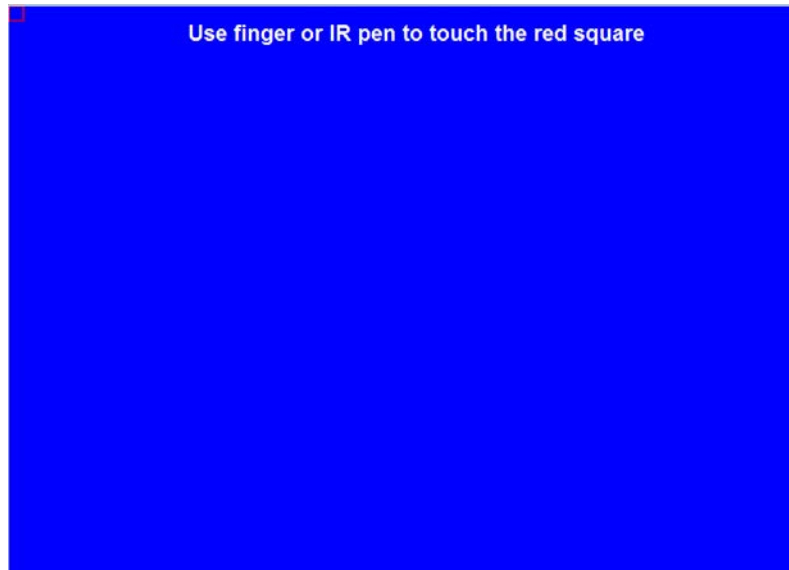 Use finger or IR pen to touch the red square